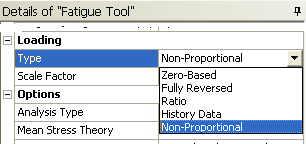 Details of "Fatigue Tool"
Loading
Type Non-Proportional
Scale Factor Zero-Based
Fully Reversed
Options Ratio
Analysis Type History Data
Mean Stress Theory Non-Proportional